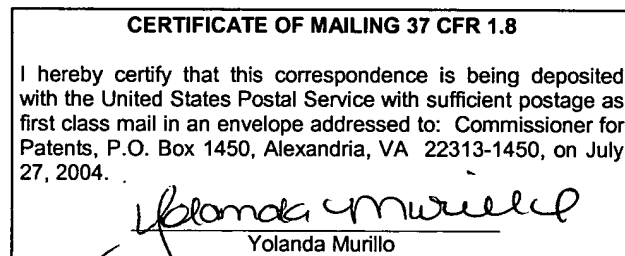 CERTIFICATE OF MAILING 37 CFR 1.8
I hereby certify that this correspondence is being deposited
with the United States Postal Service with sufficient postage as
first class mail in an envelope addressed to: Commissioner for
Patents, P.O. Box 1450, Alexandria, VA 22313-1450, on July
27, 2004.
Yolanda Murillo
Yolanda Murillo